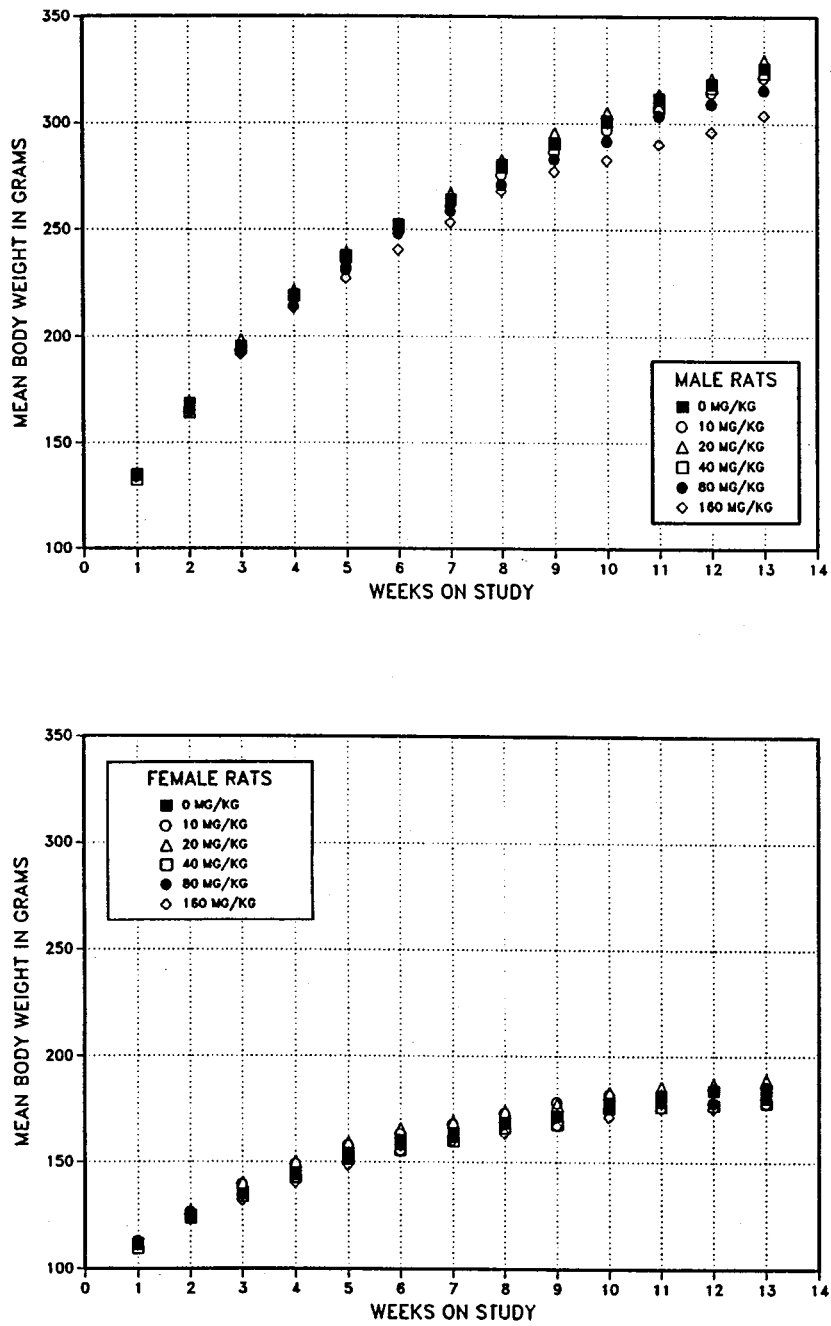 350
300
250
200
150
100
MEAN BODY WEIGHT IN GRAMS
MALE RATS
0 MG/KG
10 MG/KG
20 MG/KG
40 MG/KG
80 MG/KG
160 MG/KG
0 1 2 3 4 5 6 7 8 9 10 11 12 13 14
WEEKS ON STUDY
350
300
250
200
150
100
MEAN BODY WEIGHT IN GRAMS
FEMALE RATS
0 MG/KG
10 MG/KG
20 MG/KG
40 MG/KG
80 MG/KG
160 MG/KG
0 1 2 3 4 5 6 7 8 9 10 11 12 13 14
WEEKS ON STUDY